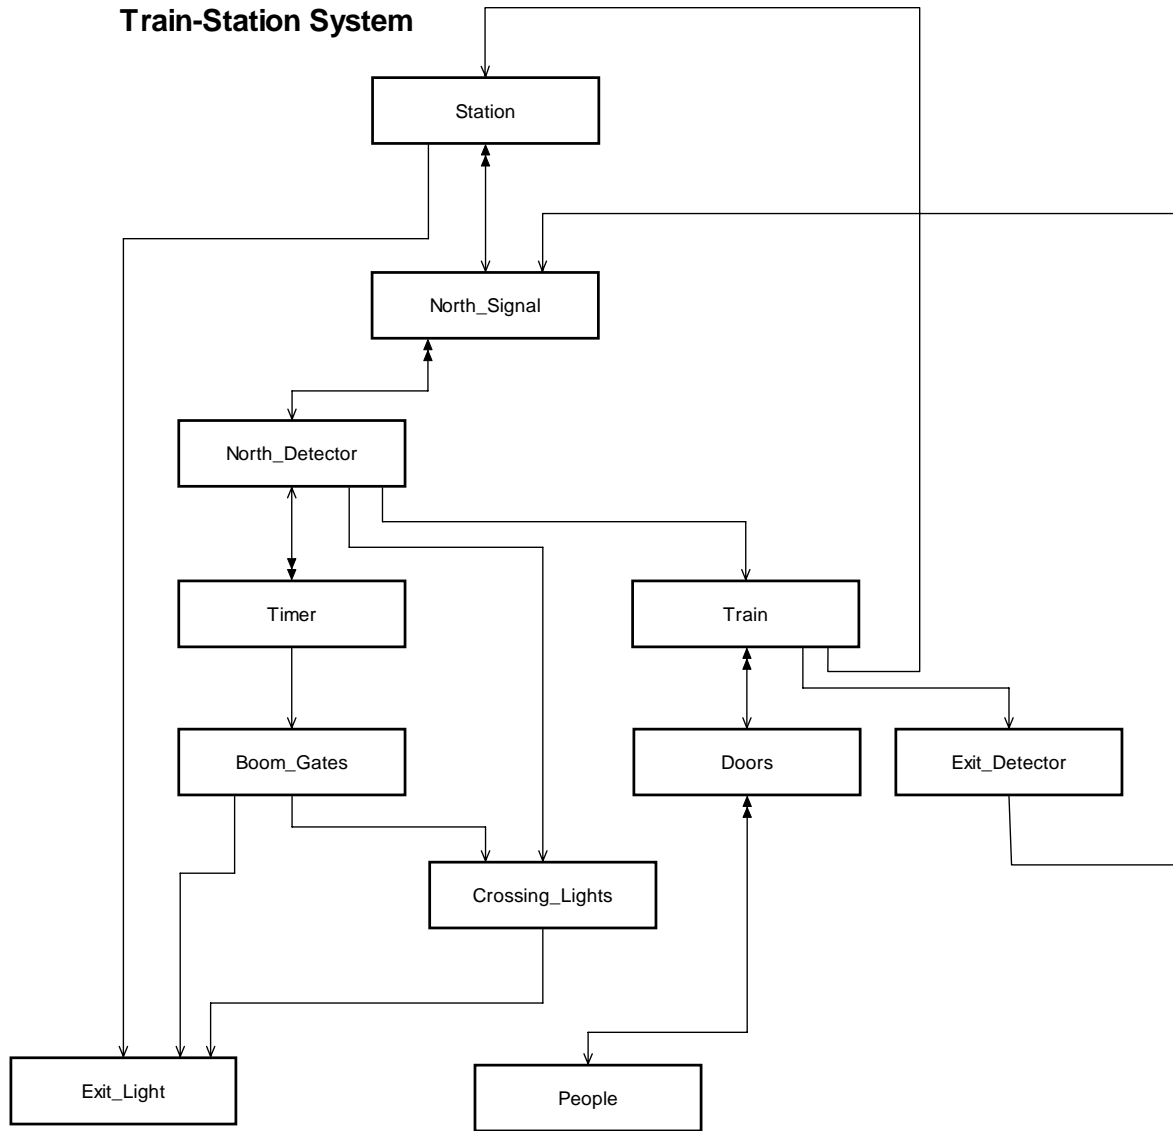 Train-Station System
Station
North_Signal
North_Detector
Timer
Train
Boom_Gates
Doors
Exit_Detector
Crossing_Lights
Exit_Light
People